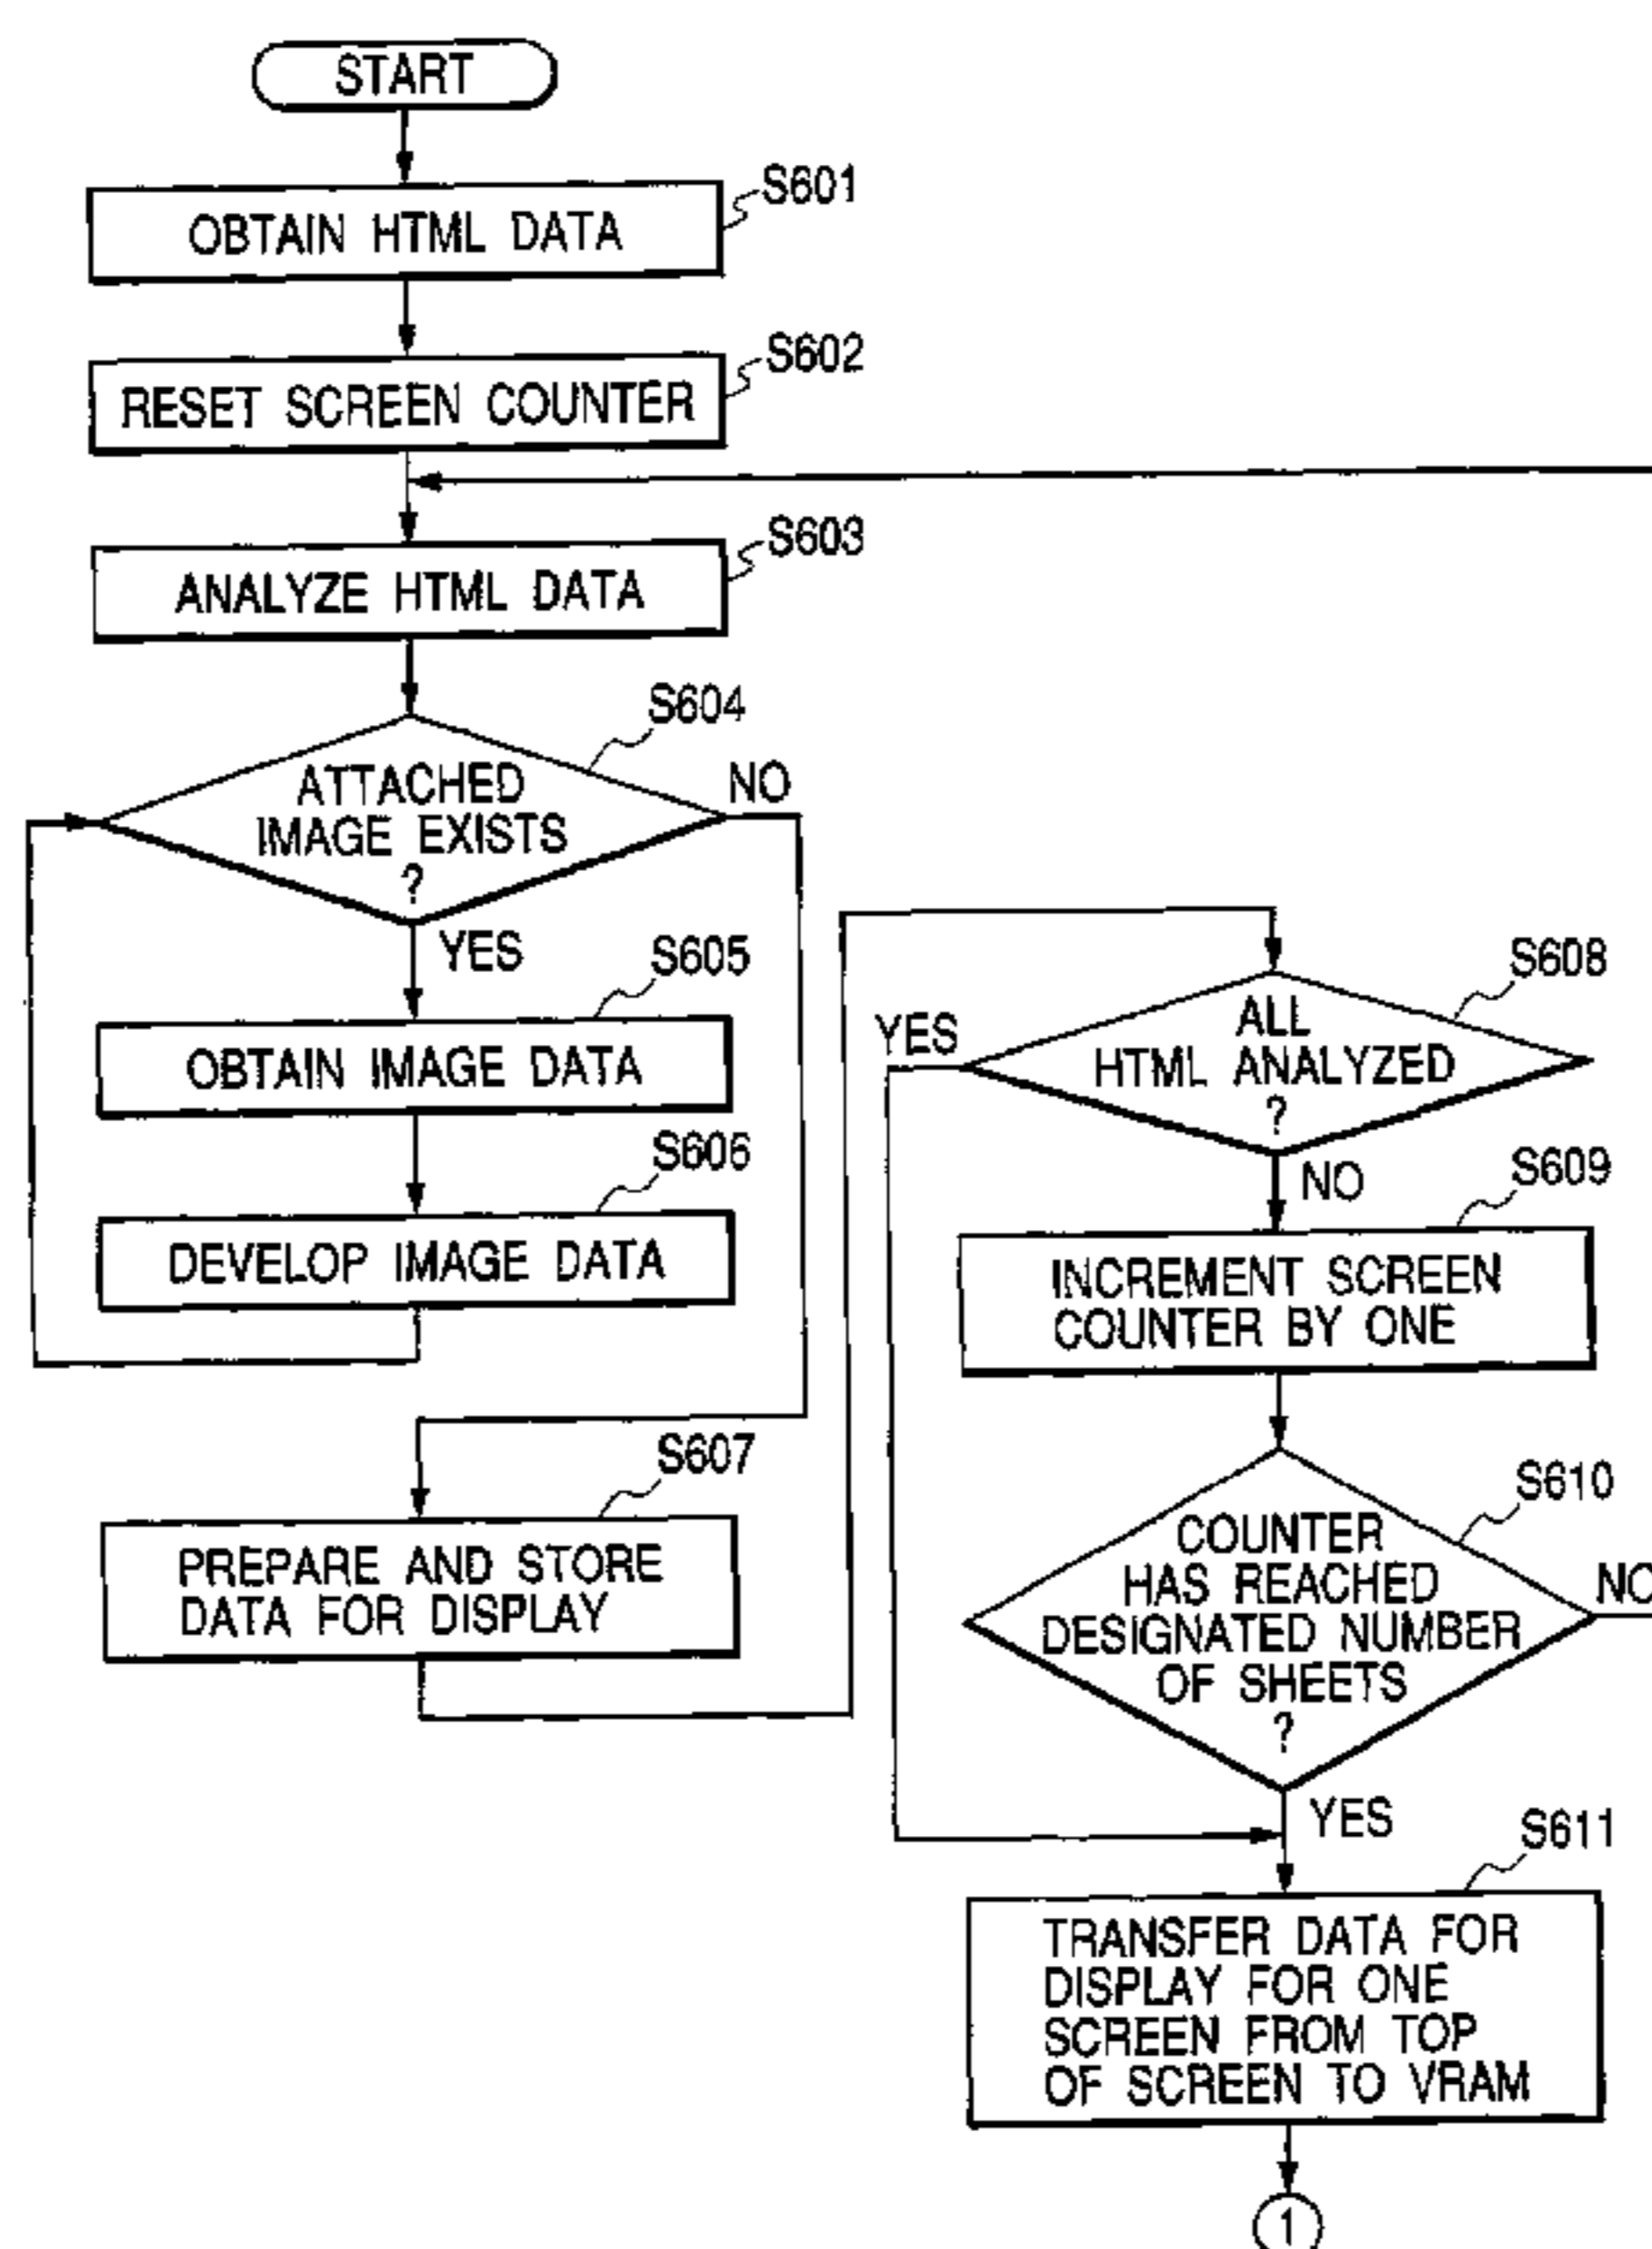 START
S601
OBTAIN HTML DATA
S602
RESET SCREEN COUNTER
S603
ANALYZE HTML DATA
S604
ATTACHED
IMAGE EXISTS
?
NO
YES
S605
OBTAIN IMAGE DATA
S606
DEVELOP IMAGE DATA
S607
PREPARE AND STORE
DATA FOR DISPLAY
S608
ALL
HTML ANALYZED
?
YES
NO
S609
INCREMENT SCREEN
COUNTER BY ONE
S610
COUNTER
HAS REACHED
DESIGNATED NUMBER
OF SHEETS
?
NO
YES
S611
TRANSFER DATA FOR
DISPLAY FOR ONE
SCREEN FROM TOP
OF SCREEN TO VRAM
1